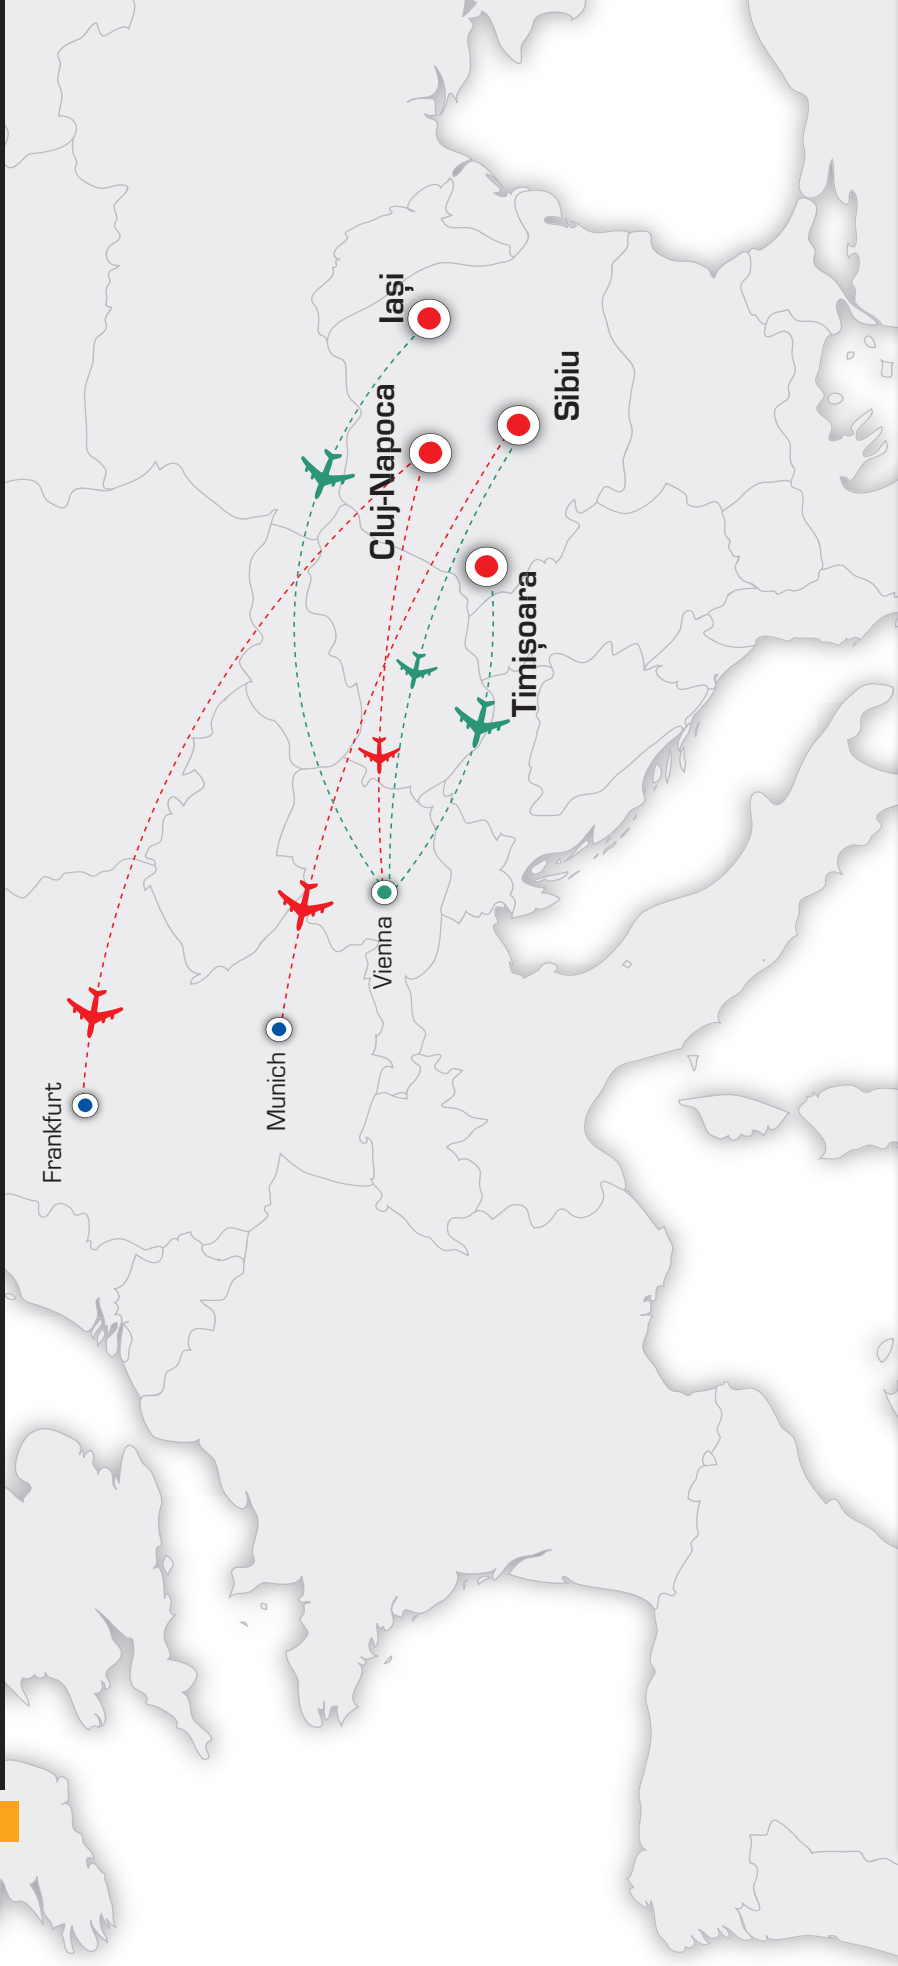 Frankfurt
Munich
Vienna
Cluj-Napoca
Iași
Timișoara
Sibiu